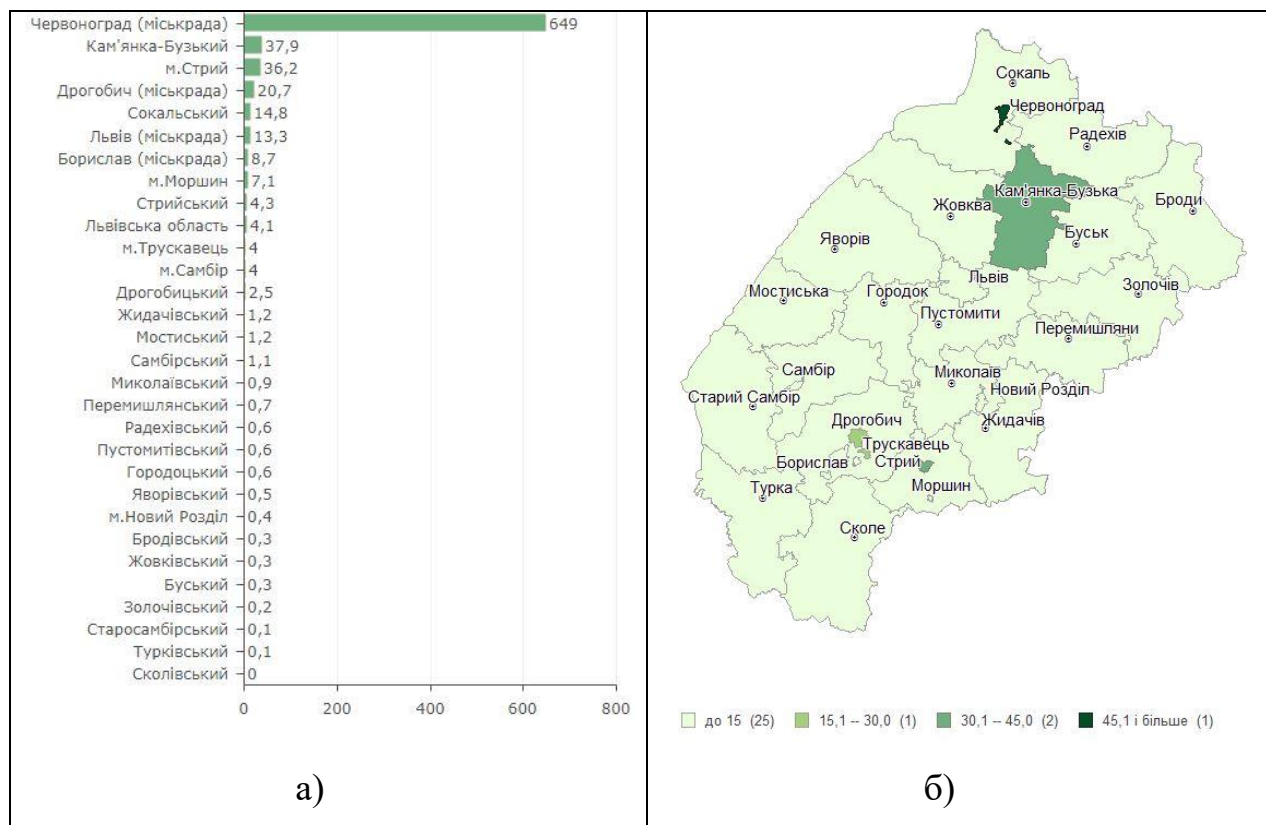 Червоноград (міськрада) 649
Кам'янка-Бузький 37,9
м.Стрий 36,2
Дрогобич (міськрада) 20,7
Сокальський 14,8
Львів (міськрада) 13,3
Борислав (міськрада) 8,7
м.Моршин 7,1
Стрийський 4,3
Львівська область 4,1
м.Трускавець 4
м.Самбір 4
Дрогобицький 2,5
Жидачівський 1,2
Мостиський 1,2
Самбірський 1,1
Миколаївський 0,9
Перемишлянський 0,7
Радехівський 0,6
Пустомитівський 0,6
Городоцький 0,6
Яворівський 0,5
м.Новий Розділ 0,4
Бродівський 0,3
Жовківський 0,3
Буський 0,3
Золочівський 0,2
Старосамбірський 0,1
Турківський 0,1
Сколівський 0
0 200 400 600 800
а)
Сокаль
Червоноград
Радехів
Кам'янка-Бузька
Броди
Жовква
Буськ
Яворів
Львів
Золочів
Мостиська
Городок
Пустомити
Перемишляни
Самбір
Миколаїв
Старий Самбір
Новий Розділ
Дрогобич
Жидачів
Трускавець
Борислав
Стрий
Турка
Моршин
Сколе
до 15 (25) 15,1 -- 30,0 (1) 30,1 -- 45,0 (2) 45,1 і більше (1)
б)